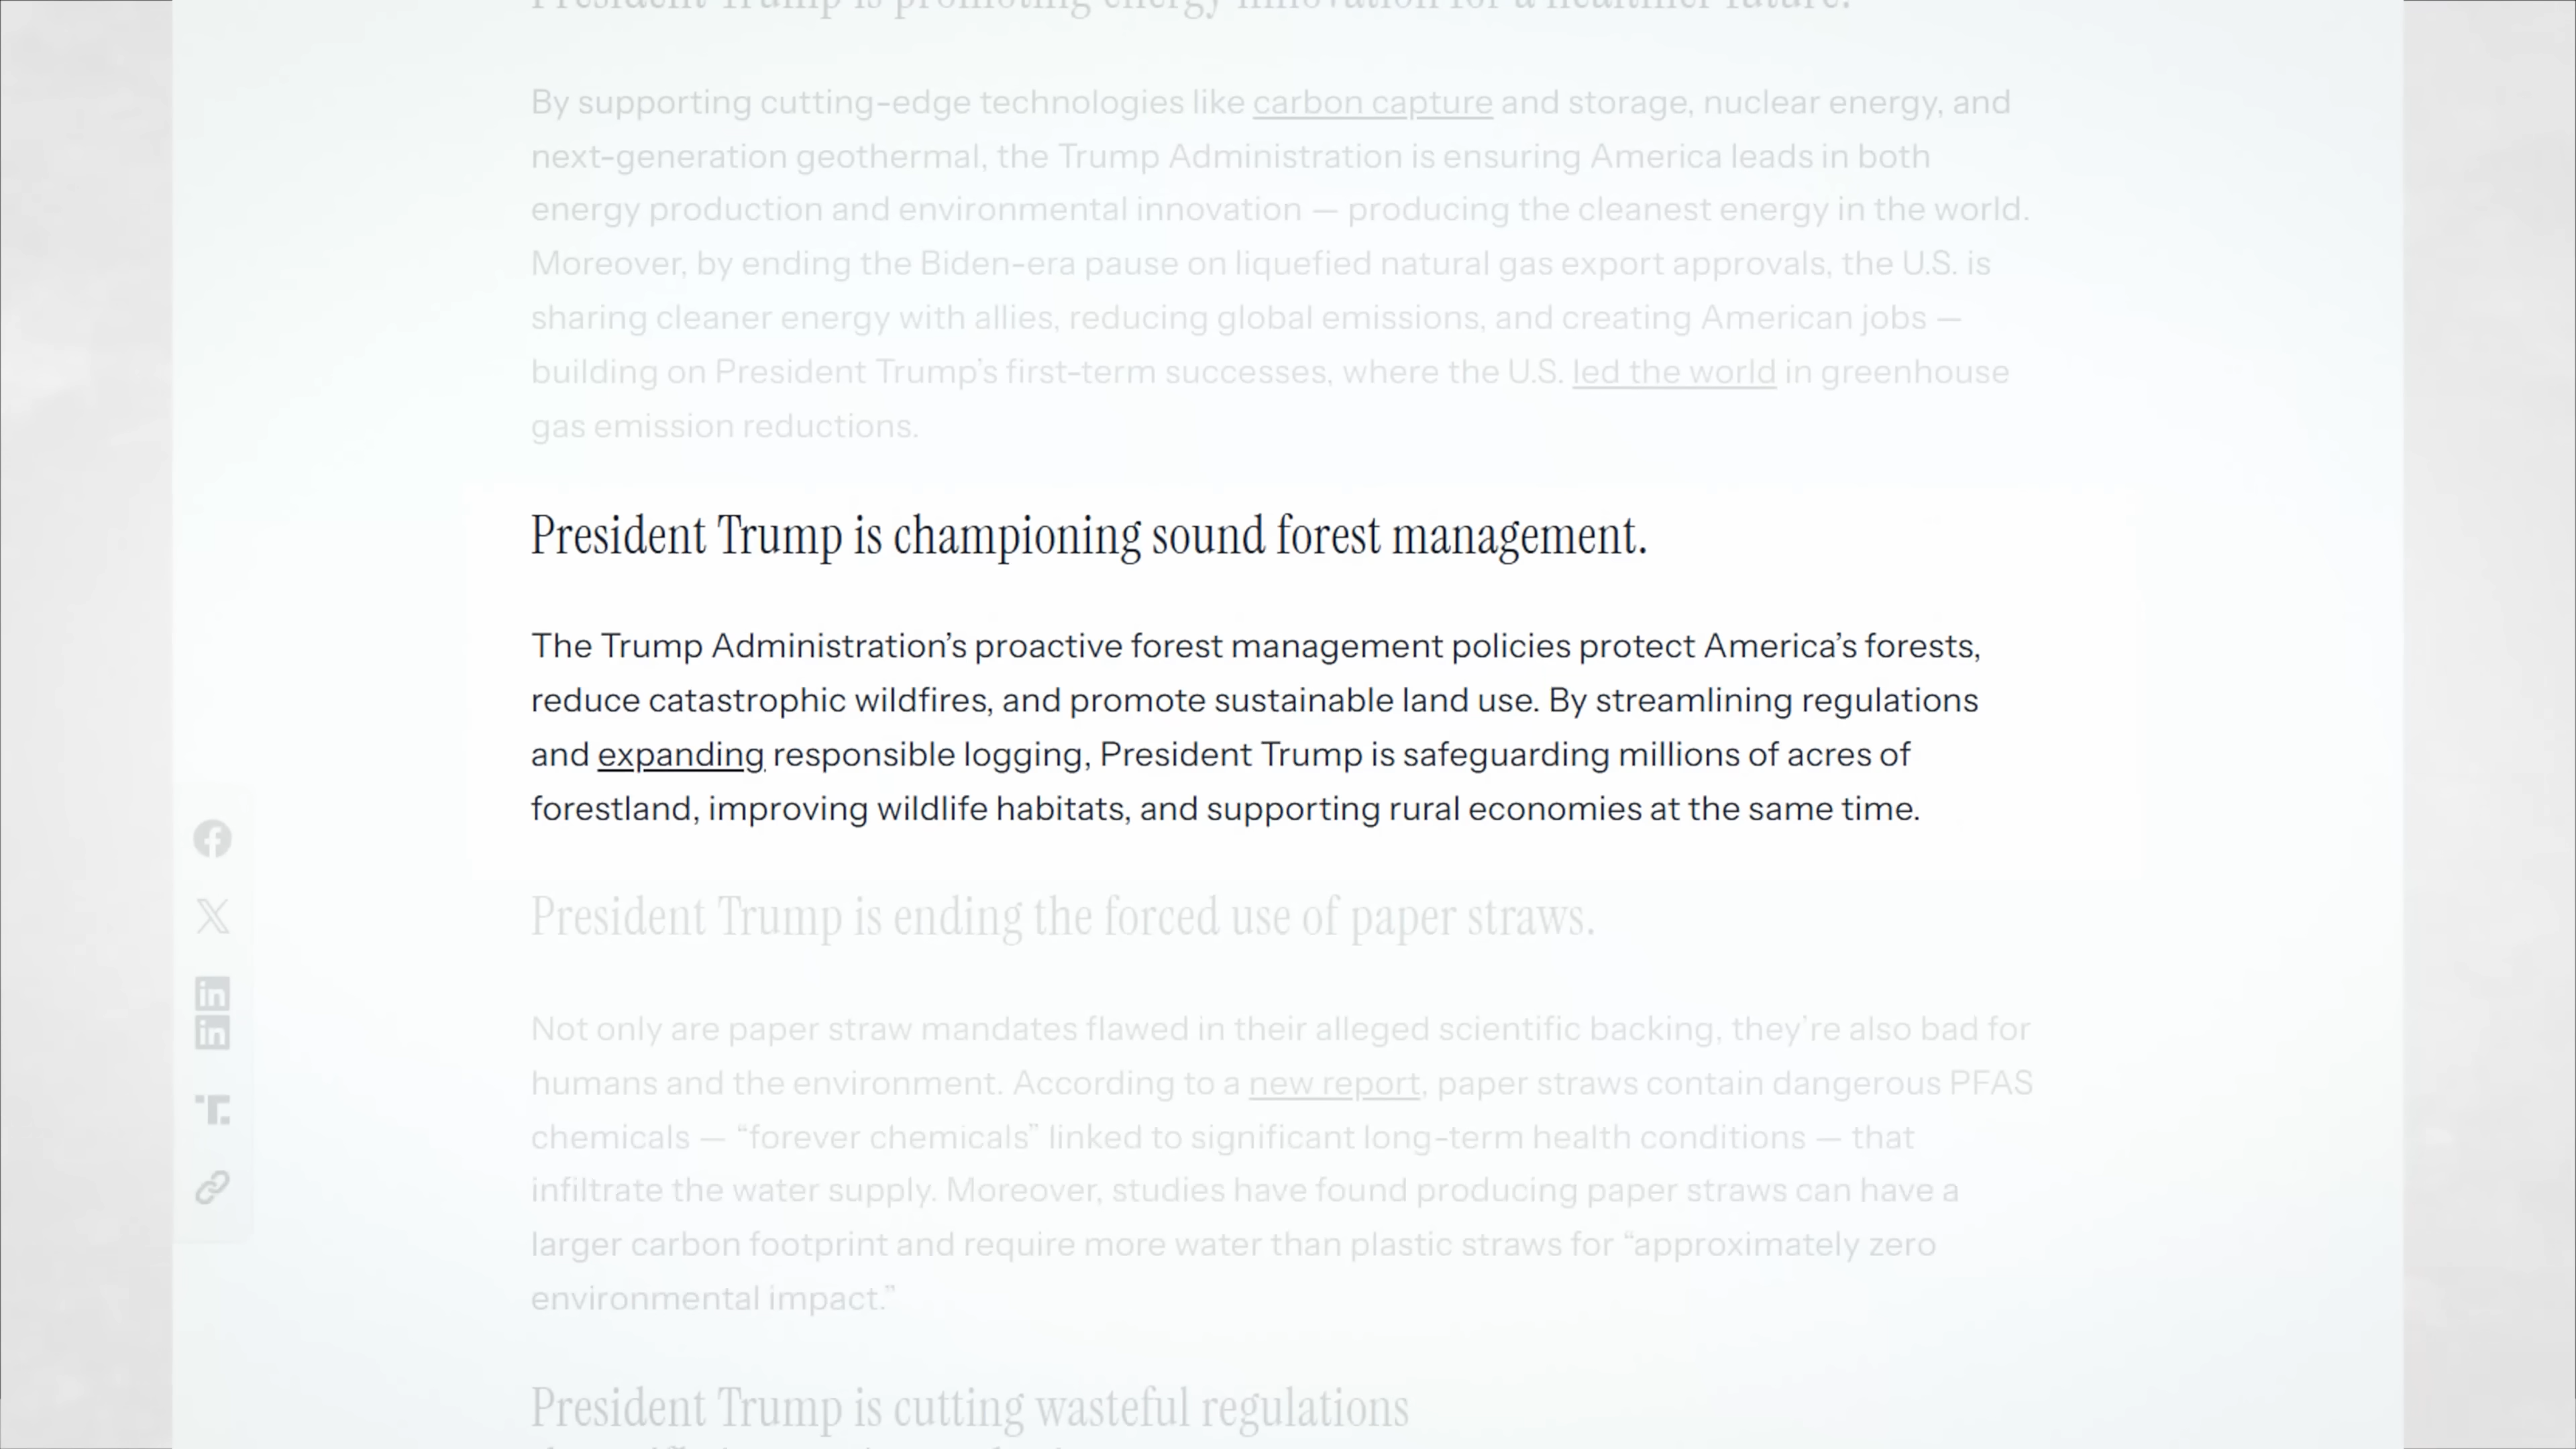 President Trump is promoting energy innovation for a healthier future.
By supporting cutting-edge technologies like carbon capture and storage, nuclear energy, and
next-generation geothermal, the Trump Administration is ensuring America leads in both
energy production and environmental innovation — producing the cleanest energy in the world.
Moreover, by ending the Biden-era pause on liquefied natural gas export approvals, the U.S. is
sharing cleaner energy with allies, reducing global emissions, and creating American jobs —
building on President Trump’s first-term successes, where the U.S. led the world in greenhouse
gas emission reductions.
President Trump is championing sound forest management.
The Trump Administration’s proactive forest management policies protect America’s forests,
reduce catastrophic wildfires, and promote sustainable land use. By streamlining regulations
and expanding responsible logging, President Trump is safeguarding millions of acres of
forestland, improving wildlife habitats, and supporting rural economies at the same time.
President Trump is ending the forced use of paper straws.
Not only are paper straw mandates flawed in their alleged scientific backing, they’re also bad for
humans and the environment. According to a new report, paper straws contain dangerous PFAS
chemicals — “forever chemicals” linked to significant long-term health conditions — that
infiltrate the water supply. Moreover, studies have found producing paper straws can have a
larger carbon footprint and require more water than plastic straws for “approximately zero
environmental impact.”
President Trump is cutting wasteful regulations